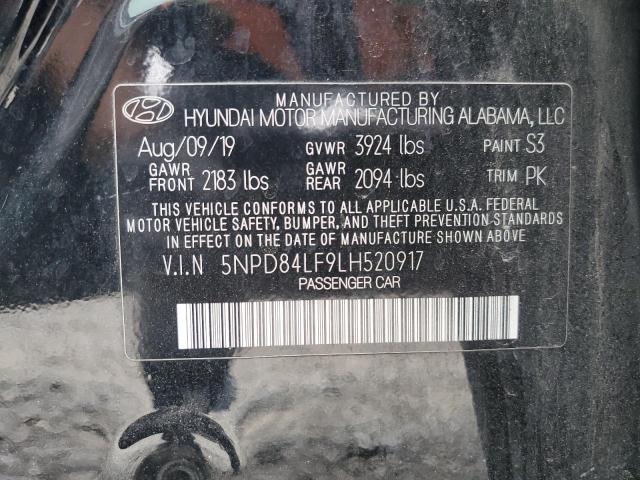 MANUFACTURED BY
HYUNDAI MOTOR MANUFACTURING ALABAMA, LLC
Aug/09/19 GVWR 3924 lbs PAINT S3
GAWR FRONT 2183 lbs GAWR REAR 2094 lbs TRIM PK
THIS VEHICLE CONFORMS TO ALL APPLICABLE U.S.A. FEDERAL
MOTOR VEHICLE SAFETY, BUMPER, AND THEFT PREVENTION STANDARDS
IN EFFECT ON THE DATE OF MANUFACTURE SHOWN ABOVE.
V.I.N 5NPD84LF9LH520917
PASSENGER CAR